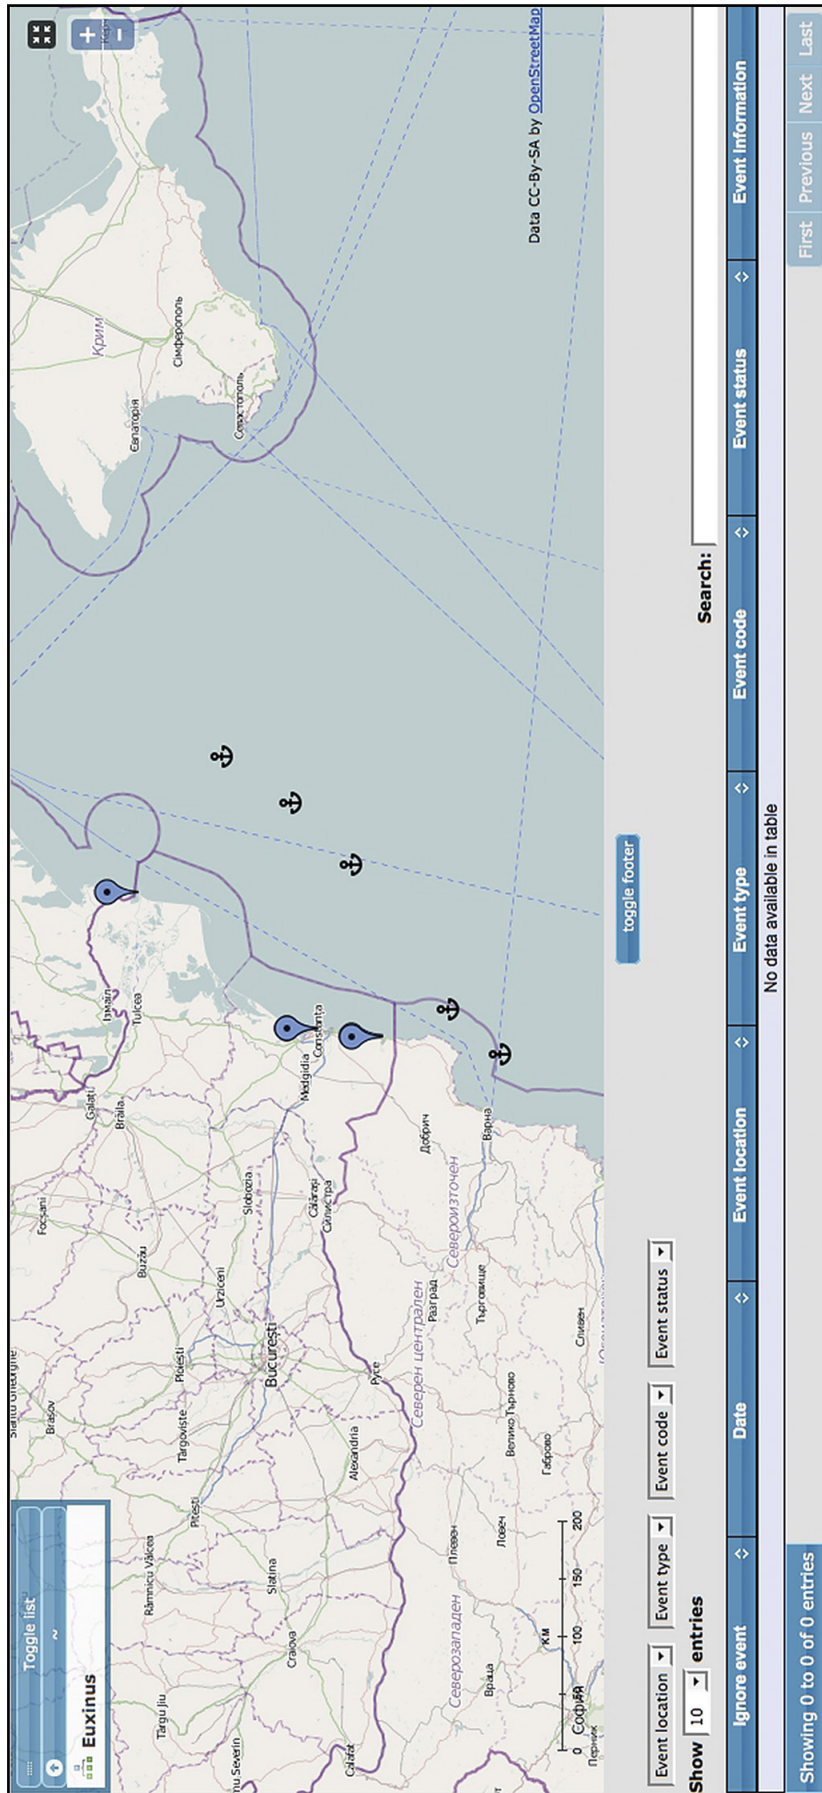 Toggle list
~
Euxinus
Sfântu Gheorghe
Brașov
Focșani
Galați
Brăila
Izmail
Tulcea
Крим
Євпаторія
Сімферополь
Севастополь
Târgu Jiu
Râmnicu Vâlcea
Pitești
Târgoviște
Ploiești
Buzău
Urziceni
Slobozia
București
Slatina
Craiova
Călărași
Силистра
Medgidia
Constanța
Calafat
Alexandria
Русе
Северен централен
Разград
Североизточен
Добрич
Варна
Търговище
Северозападен
Плевен
Ловеч
Велико Търново
Габрово
Сливен
Враца
София
Перник
0 50 100 150 200
KM
Data CC-By-SA by OpenStreetMap
toggle footer
Event location Event type Event code Event status
Show 10 entries
Search:
Ignore event Date Event location Event type Event code Event status Event information
No data available in table
Showing 0 to 0 of 0 entries
First Previous Next Last